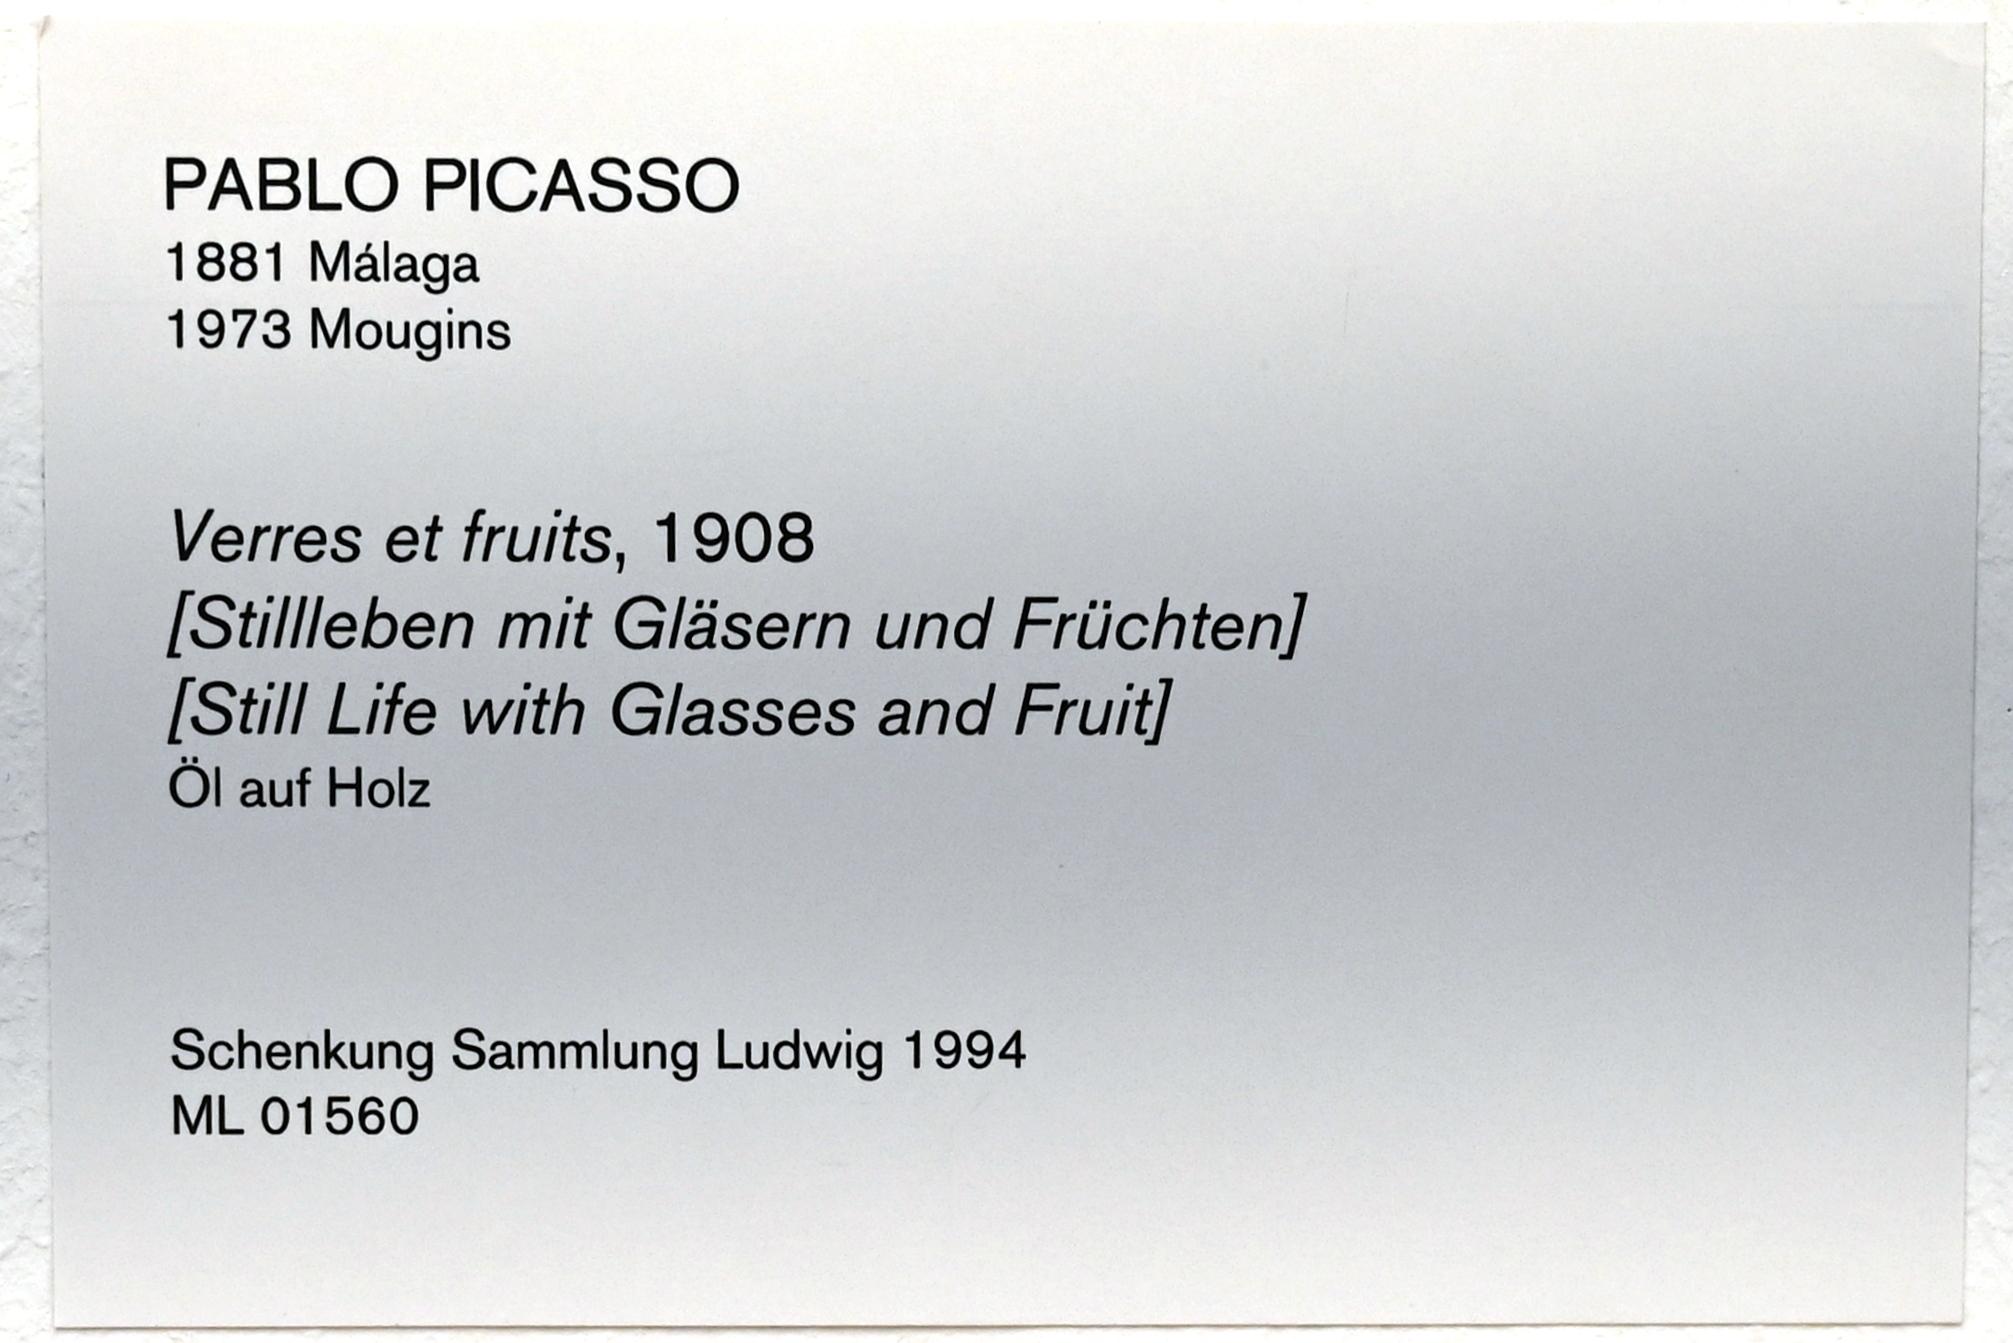 PABLO PICASSO
1881 Málaga
1973 Mougins
Verres et fruits, 1908
[Stillleben mit Gläsern und Früchten]
[Still Life with Glasses and Fruit]
Öl auf Holz
Schenkung Sammlung Ludwig 1994
ML 01560